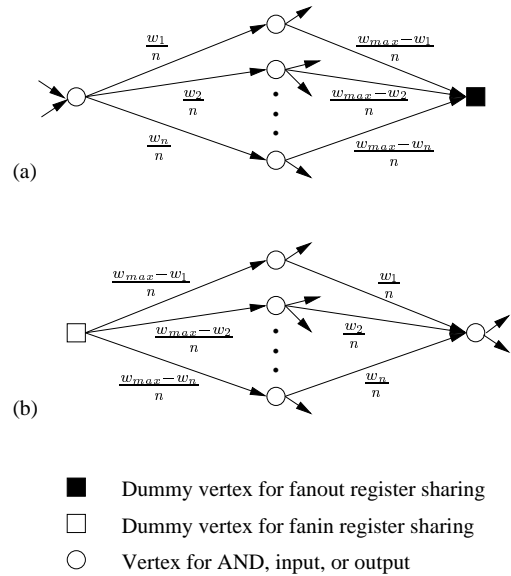 w_1/n
w_max−w_1/n
w_2/n
w_max−w_2/n
w_n/n
w_max−w_n/n
(a)
w_max−w_1/n
w_1/n
w_max−w_2/n
w_2/n
w_max−w_n/n
w_n/n
(b)
Dummy vertex for fanout register sharing
Dummy vertex for fanin register sharing
Vertex for AND, input, or output